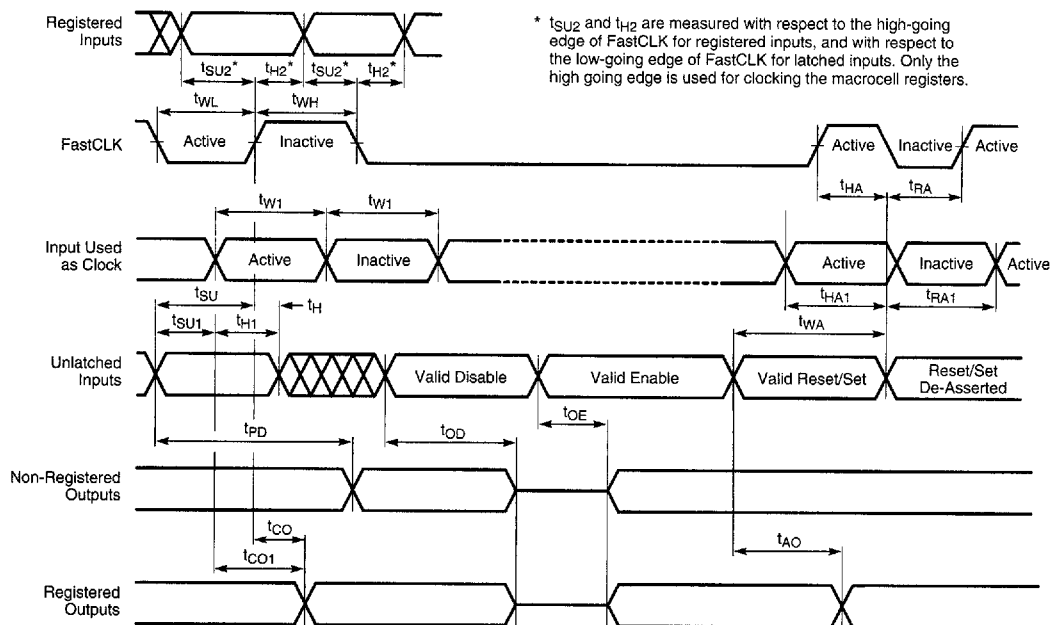 Registered
Inputs
* tSU2 and tH2 are measured with respect to the high-going
edge of FastCLK for registered inputs, and with respect to
the low-going edge of FastCLK for latched inputs. Only the
high going edge is used for clocking the macrocell registers.
tSU2* tH2* tSU2* tH2*
tWL tWH
FastCLK Active Inactive Active Inactive Active
tHA tRA
tW1 tW1
Input Used
as Clock
Active Inactive Active Inactive Active
tSU tH tHA1 tRA1
tSU1 tH1 tWA
Unlatched
Inputs
Valid Disable Valid Enable Valid Reset/Set
Reset/Set
De-Asserted
tPD tOD tOE
Non-Registered
Outputs
tCO tAO
tCO1
Registered
Outputs